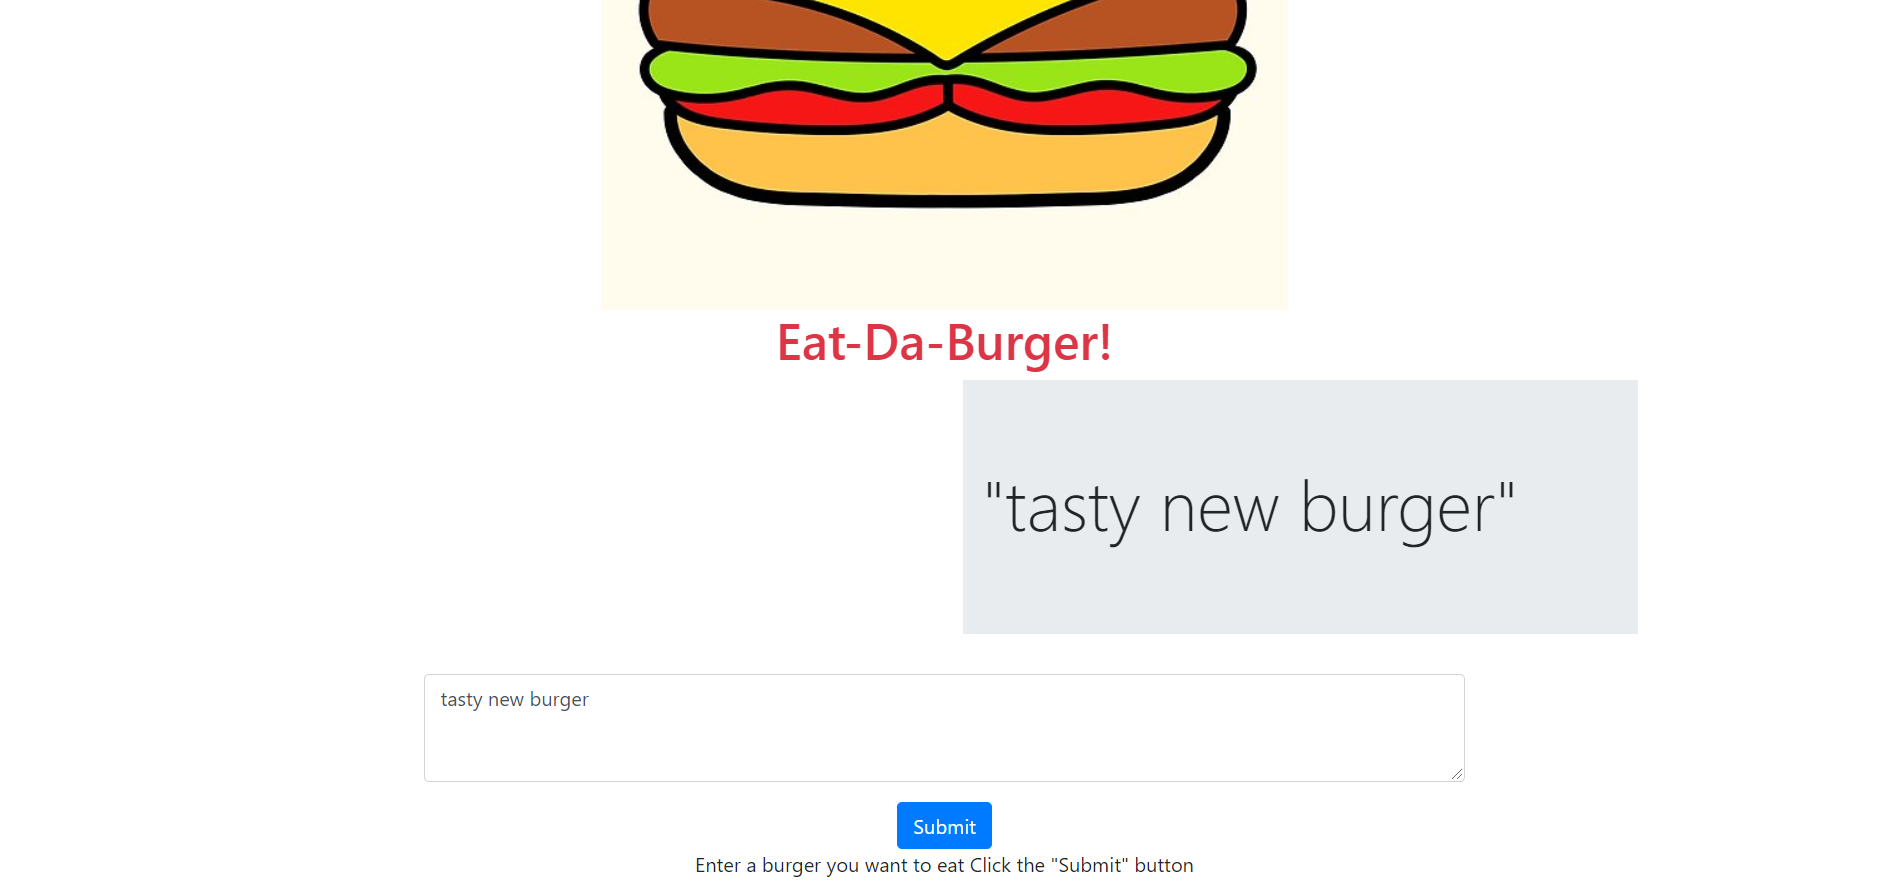 Eat-Da-Burger!
"tasty new burger"
tasty new burger
Submit
Enter a burger you want to eat Click the "Submit" button